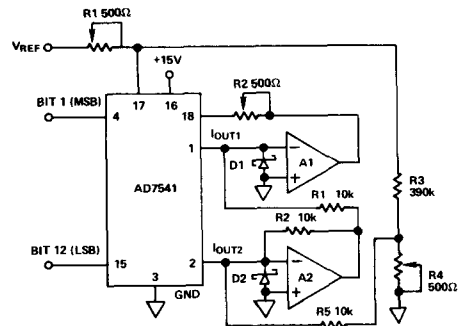 R1 500Ω
VREF
+15V
R2 500Ω
BIT 1 (MSB)
17
16
4
18
IOUT1
1
D1
A1
AD7541
R1 10k
R3
390k
R2 10k
IOUT2
BIT 12 (LSB)
15
2
3
GND
D2
A2
R4
500Ω
R5 10k
−
+
−
+